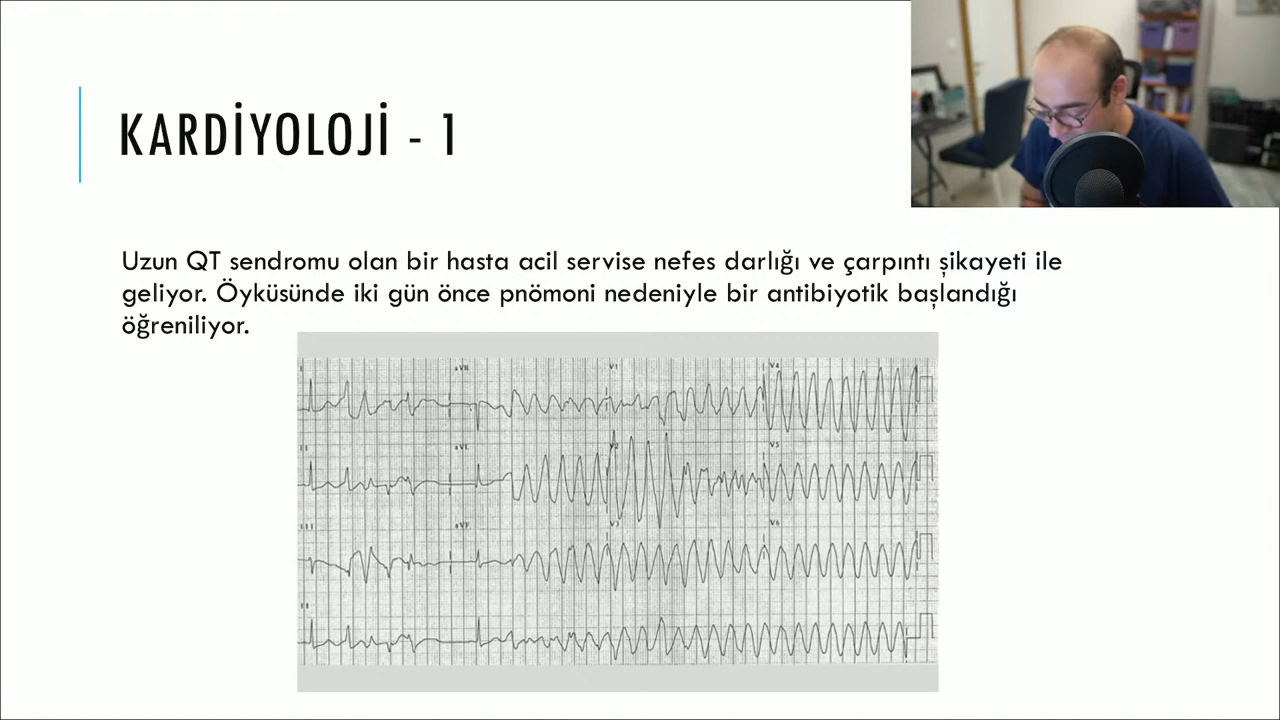 KARDİYOLOJİ - 1
Uzun QT sendromu olan bir hasta acil servise nefes darlığı ve çarpıntı şikayeti ile
geliyor. Öyküsünde iki gün önce pnömoni nedeniyle bir antibiyotik başlandığı
öğreniliyor.
I aVR V1 V4
II aVL V2 V5
III aVF V3 V6
II